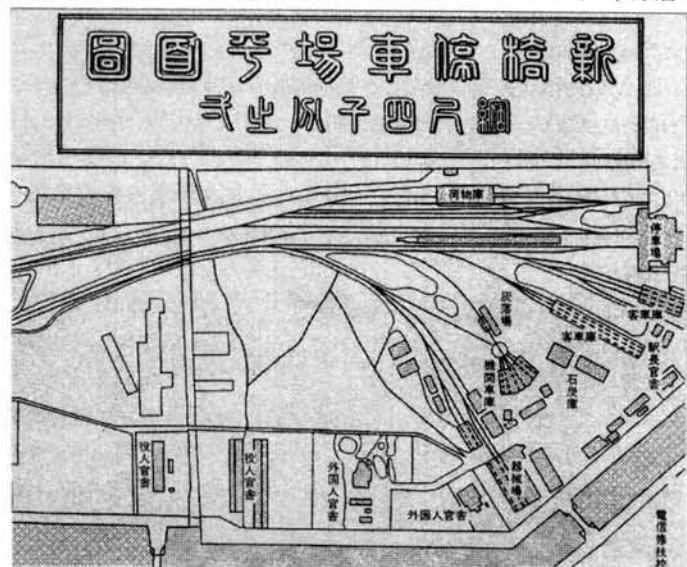 新橋停車場平面圖
縮尺四千分之弌
荷物庫
停車場
灰落場
客車庫
客車庫
駅長官舎
機関車庫
石炭庫
役人官舎
役人官舎
外国人官舎
外国人官舎
器械場
電信修技校